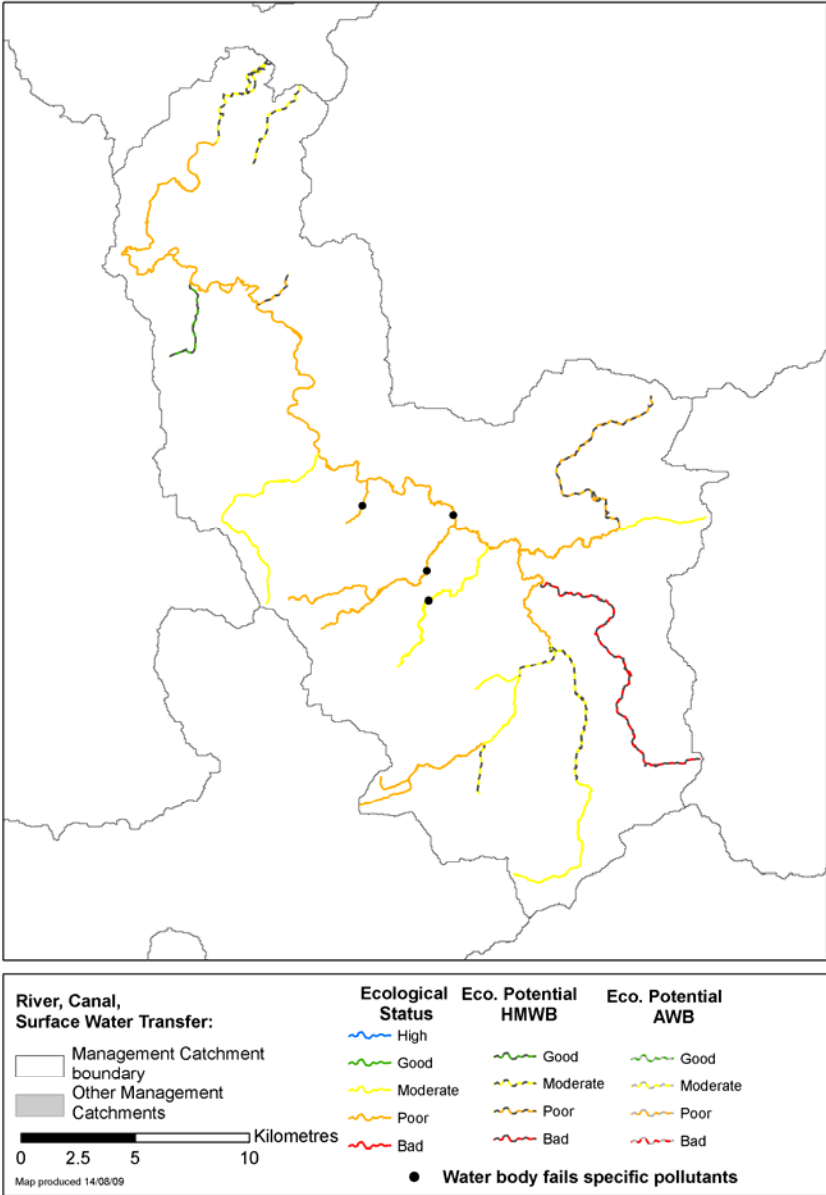 River, Canal,
Surface Water Transfer:
Management Catchment
boundary
Other Management
Catchments
Kilometres
0 2.5 5 10
Map produced 14/08/09
Ecological
Status
High
Good
Moderate
Poor
Bad
Eco. Potential
HMWB
Good
Moderate
Poor
Bad
Eco. Potential
AWB
Good
Moderate
Poor
Bad
Water body fails specific pollutants